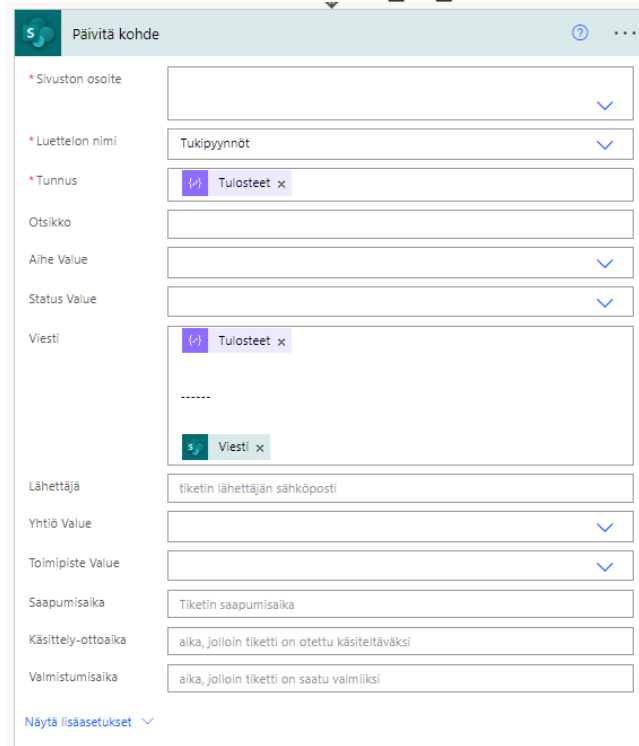 Päivitä kohde
* Sivuston osoite
* Luettelon nimi
Tukipyynnöt
* Tunnus
Tulosteet
Otsikko
Aihe Value
Status Value
Viesti
Tulosteet
------
Viesti
Lähettäjä
tiketin lähettäjän sähköposti
Yhtiö Value
Toimipiste Value
Saapumisaika
Tiketin saapumisaika
Käsittely-ottoaika
aika, jolloin tiketti on otettu käsiteltäväksi
Valmistumisaika
aika, jolloin tiketti on saatu valmiiksi
Näytä lisäasetukset